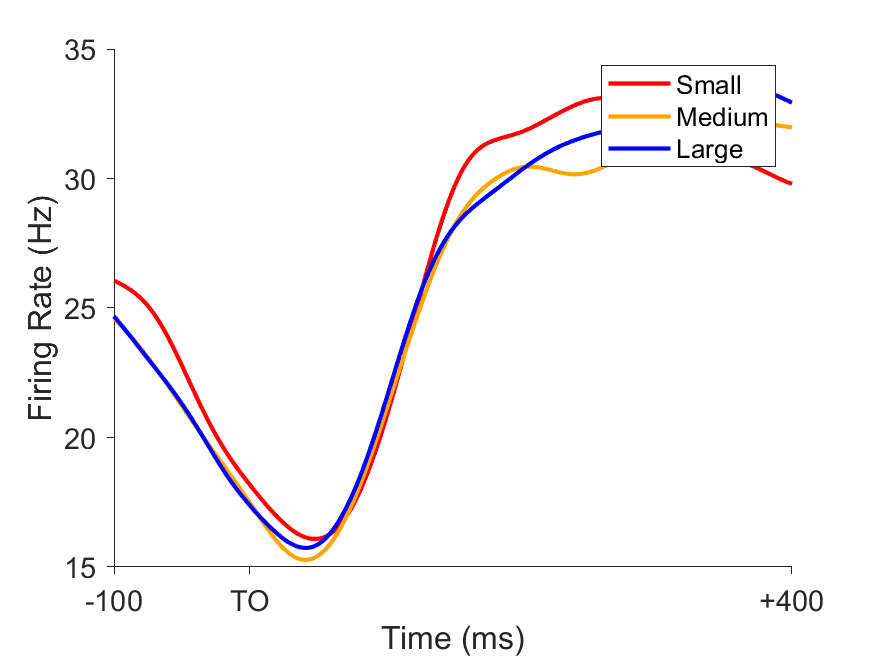 35
30
25
20
15
Firing Rate (Hz)
Small
Medium
Large
-100
TO
+400
Time (ms)